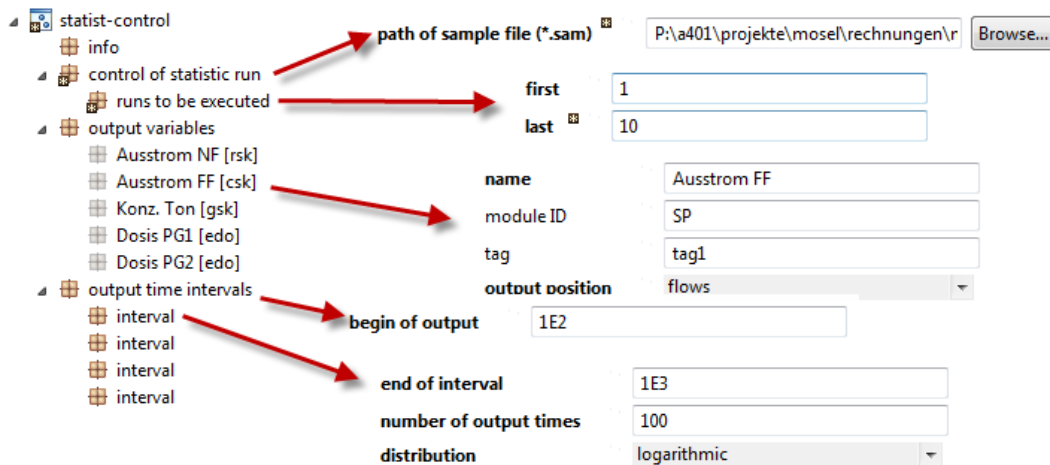 statist-control
info
control of statistic run
runs to be executed
output variables
Ausstrom NF [rsk]
Ausstrom FF [csk]
Konz. Ton [gsk]
Dosis PG1 [edo]
Dosis PG2 [edo]
output time intervals
interval
interval
interval
interval
path of sample file (*.sam) P:\a401\projekte\mosel\rechnungen\r Browse...
first 1
last 10
name Ausstrom FF
module ID SP
tag tag1
output position flows
begin of output 1E2
end of interval 1E3
number of output times 100
distribution logarithmic